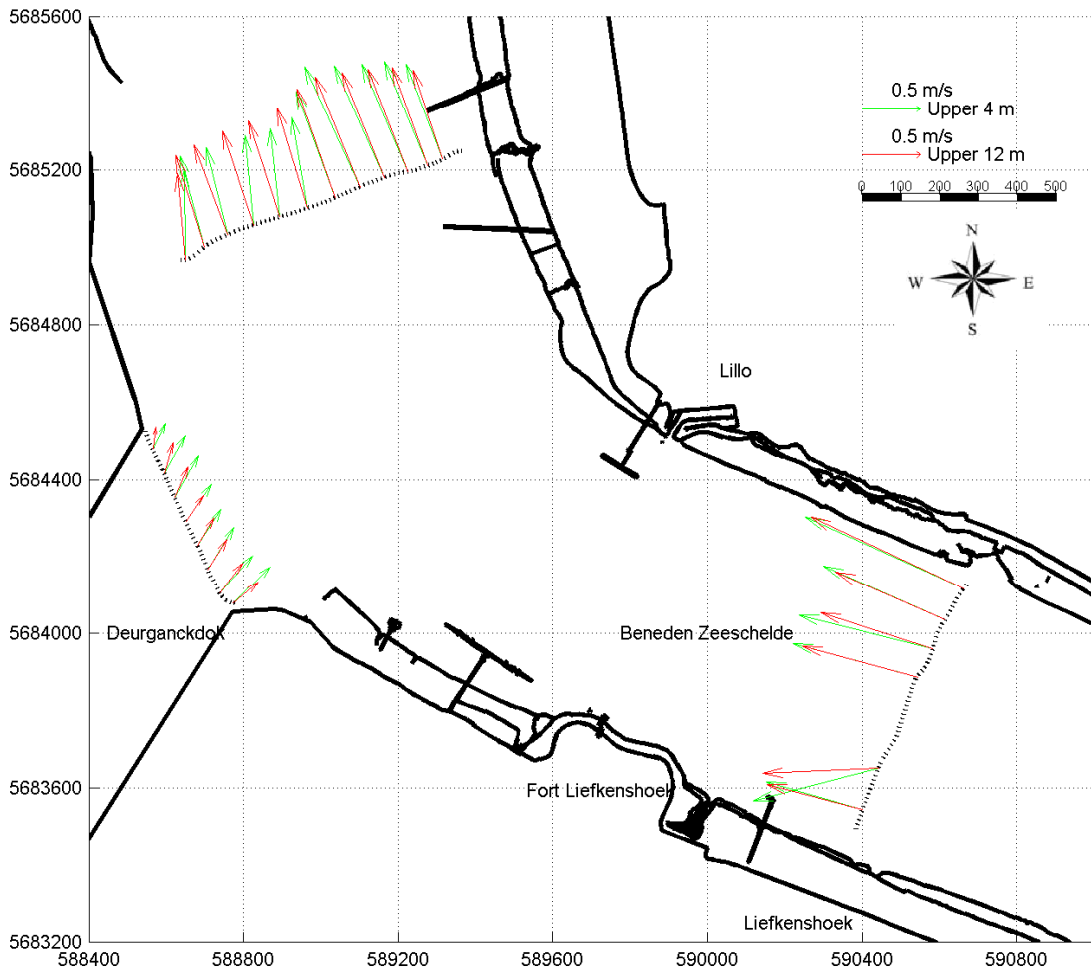 5685600
0.5 m/s
Upper 4 m
0.5 m/s
Upper 12 m
5685200
0 100 200 300 400 500
N
W E
S
5684800
Lillo
5684400
5684000
Deurganckdok
Beneden Zeeschelde
5683600
Fort Liefkenshoek
Liefkenshoek
5683200
588400 588800 589200 589600 590000 590400 590800